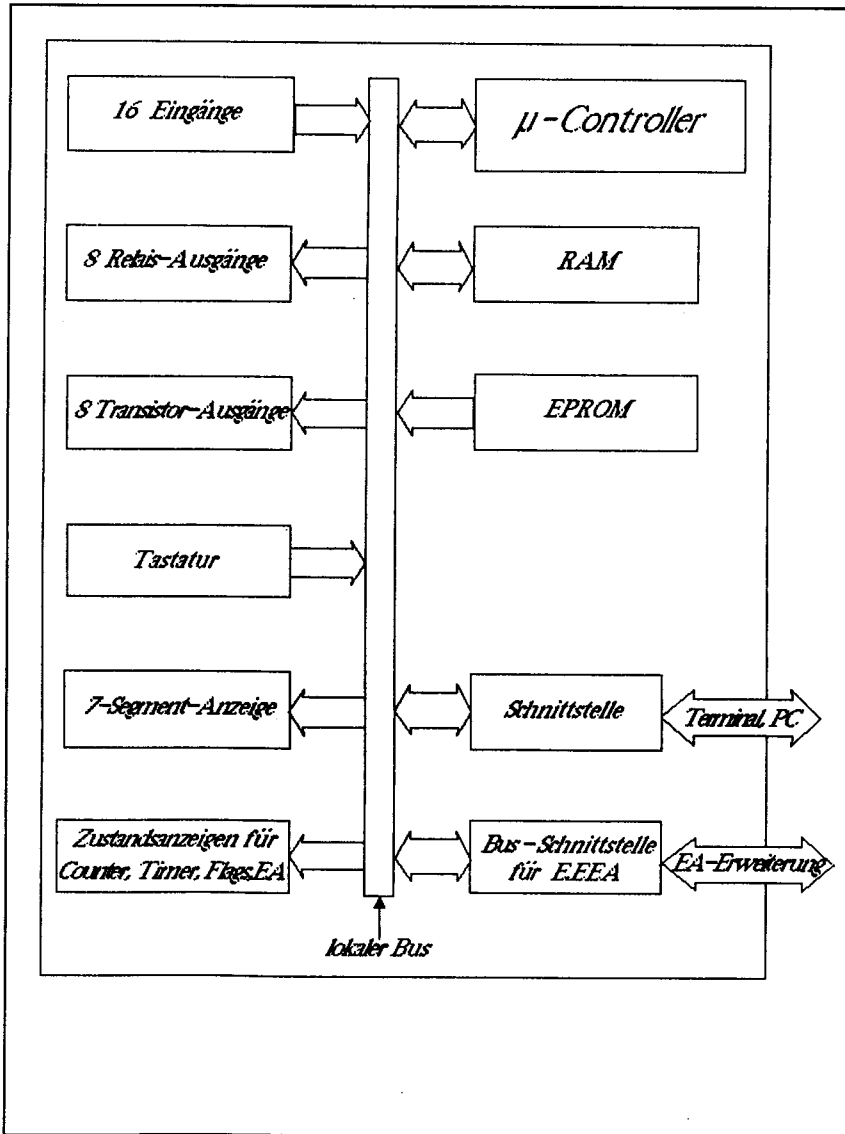 16 Eingänge
µ-Controller
8 Relais-Ausgänge
RAM
8 Transistor-Ausgänge
EPROM
Tastatur
7-Segment-Anzeige
Schnittstelle
Terminal, PC
Zustandsanzeigen für
Counter, Timer, Flags,EA
Bus-Schnittstelle
für E.EEA
EA-Erweiterung
lokaler Bus